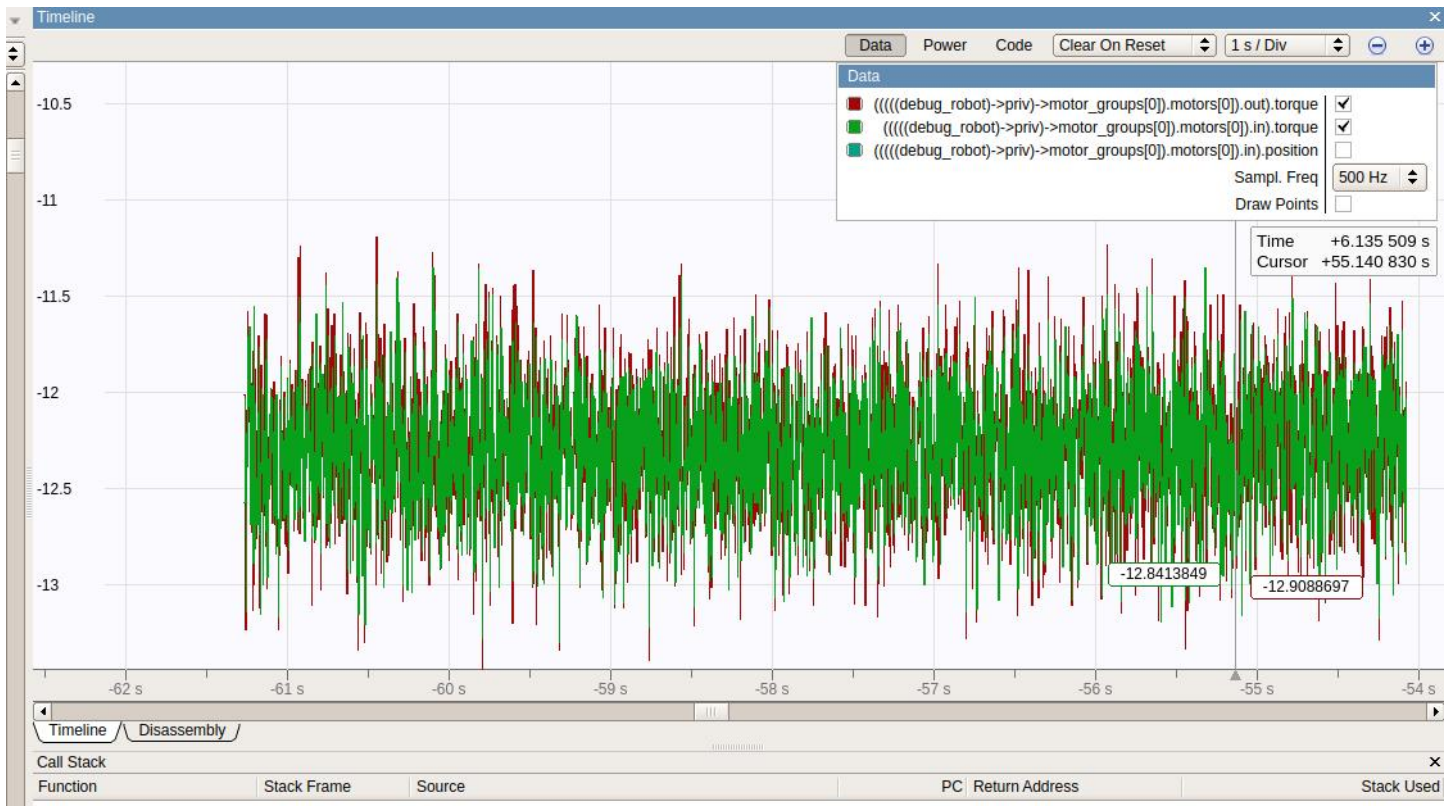 Timeline
Data Power Code Clear On Reset 1 s / Div
Data
(((((debug_robot)->priv)->motor_groups[0]).motors[0]).out).torque
(((((debug_robot)->priv)->motor_groups[0]).motors[0]).in).torque
(((((debug_robot)->priv)->motor_groups[0]).motors[0]).in).position
Sampl. Freq 500 Hz
Draw Points
Time +6.135 509 s
Cursor +55.140 830 s
-10.5
-11
-11.5
-12
-12.5
-13
-12.8413849
-12.9088697
-62 s -61 s -60 s -59 s -58 s -57 s -56 s -55 s -54 s
Timeline Disassembly
Call Stack
Function Stack Frame Source PC Return Address Stack Used